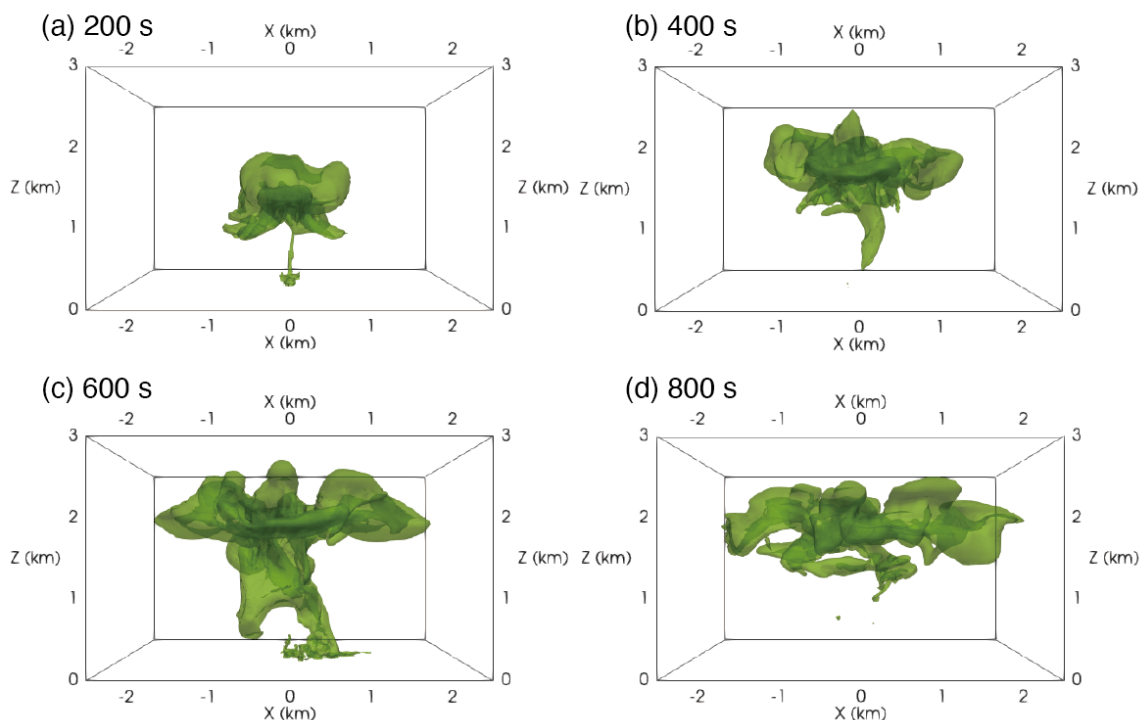 (a) 200 s
X (km)
-2 -1 0 1 2
3 3
2 2
Z (km) Z (km)
1 1
0 0
-2 -1 0 1 2
X (km)
(b) 400 s
X (km)
-2 -1 0 1 2
3 3
2 2
Z (km) Z (km)
1 1
0 0
-2 -1 0 1 2
X (km)
(c) 600 s
X (km)
-2 -1 0 1 2
3 3
2 2
Z (km) Z (km)
1 1
0 0
-2 -1 0 1 2
X (km)
(d) 800 s
X (km)
-2 -1 0 1 2
3 3
2 2
Z (km) Z (km)
1 1
0 0
-2 -1 0 1 2
X (km)